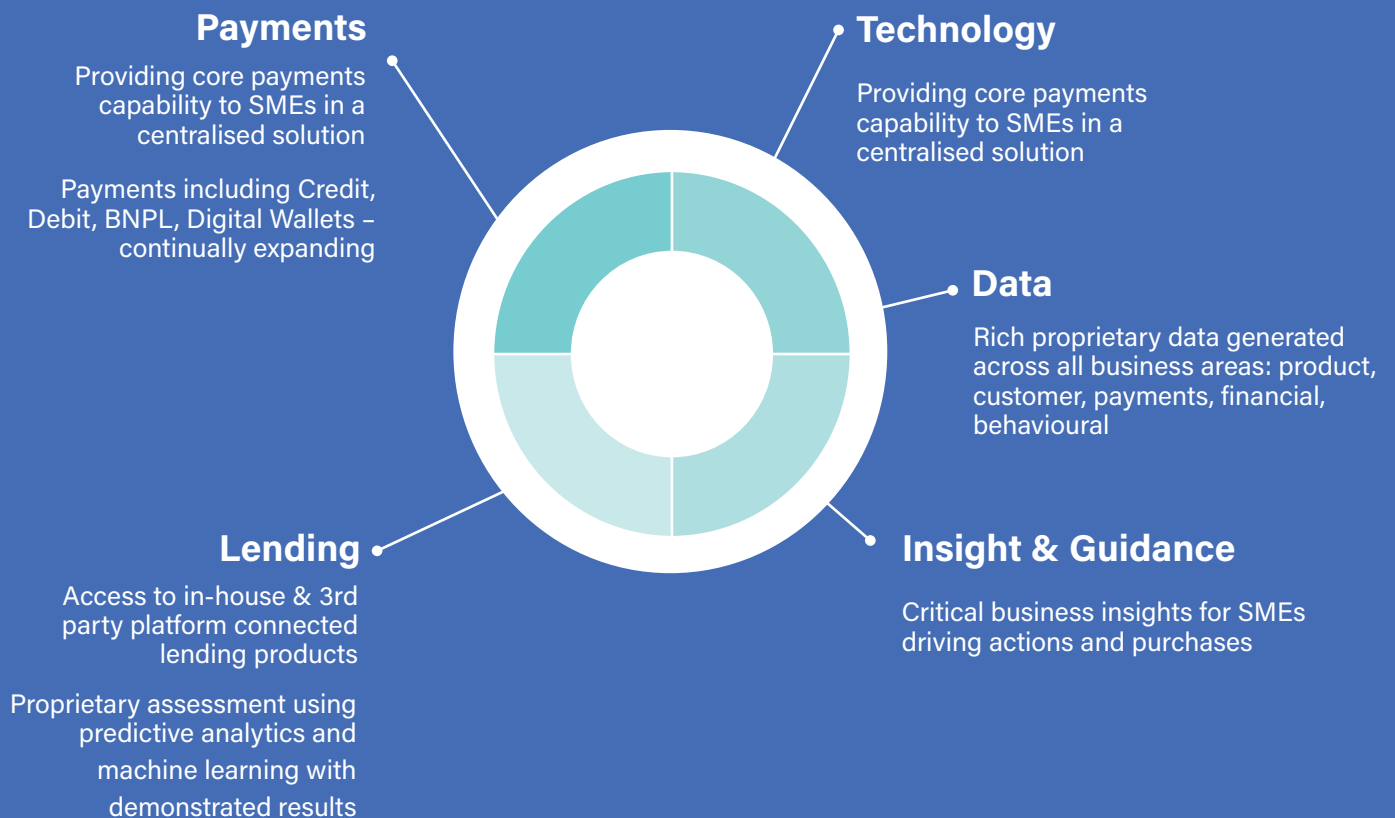 Payments
Providing core payments
capability to SMEs in a
centralised solution
Payments including Credit,
Debit, BNPL, Digital Wallets –
continually expanding
Technology
Providing core payments
capability to SMEs in a
centralised solution
Data
Rich proprietary data generated
across all business areas: product,
customer, payments, financial,
behavioural
Lending
Access to in-house & 3rd
party platform connected
lending products
Proprietary assessment using
predictive analytics and
machine learning with
demonstrated results
Insight & Guidance
Critical business insights for SMEs
driving actions and purchases